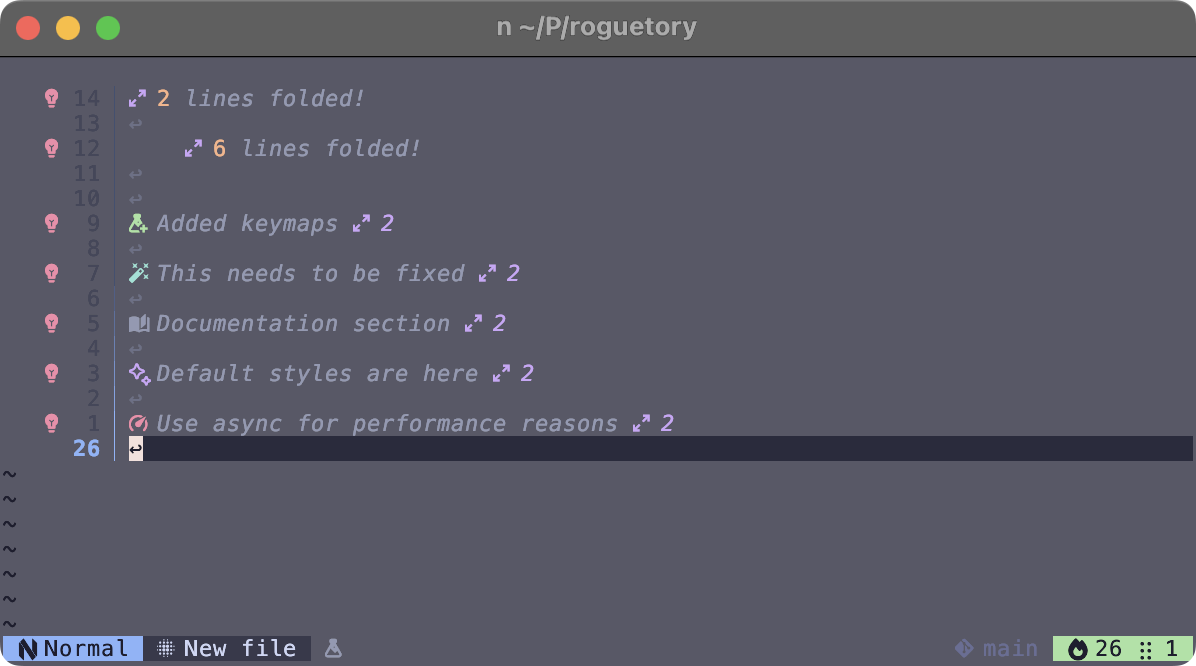 n ~/P/roguetory
14 2 lines folded!
13 ↩
12 6 lines folded!
11 ↩
10 ↩
9 Added keymaps 2
8 ↩
7 This needs to be fixed 2
6 ↩
5 Documentation section 2
4 ↩
3 Default styles are here 2
2 ↩
1 Use async for performance reasons 2
26 ↩
~
~
~
~
~
~
~
Normal New file main 26 :: 1